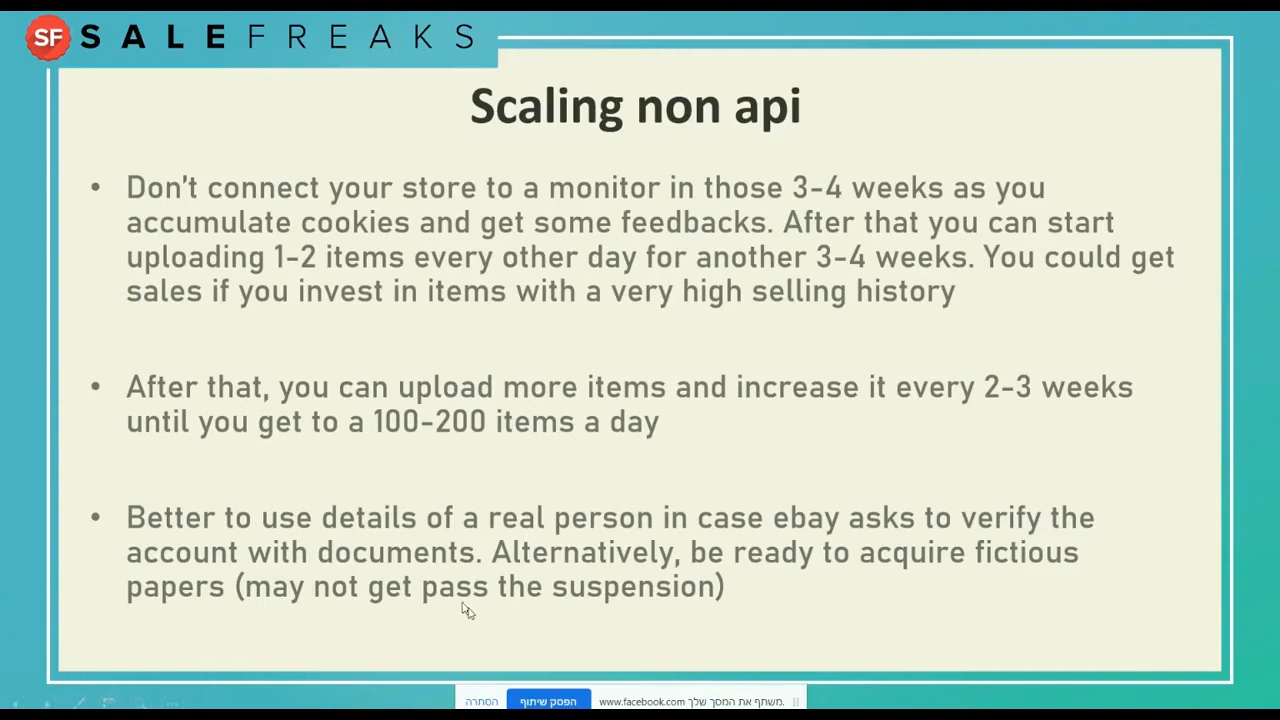 SF SALEFREAKS
Scaling non api
• Don't connect your store to a monitor in those 3-4 weeks as you
accumulate cookies and get some feedbacks. After that you can start
uploading 1-2 items every other day for another 3-4 weeks. You could get
sales if you invest in items with a very high selling history
• After that, you can upload more items and increase it every 2-3 weeks
until you get to a 100-200 items a day
• Better to use details of a real person in case ebay asks to verify the
account with documents. Alternatively, be ready to acquire fictious
papers (may not get pass the suspension)
הסתרה הפסק שיתוף www.facebook.com משתף את המסך שלך.